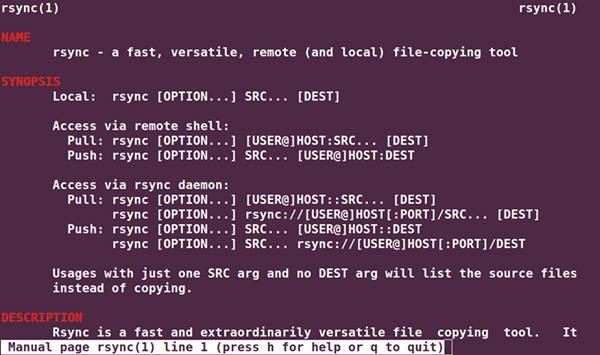 rsync(1) rsync(1)
NAME
rsync - a fast, versatile, remote (and local) file-copying tool
SYNOPSIS
Local: rsync [OPTION...] SRC... [DEST]
Access via remote shell:
Pull: rsync [OPTION...] [USER@]HOST:SRC... [DEST]
Push: rsync [OPTION...] SRC... [USER@]HOST:DEST
Access via rsync daemon:
Pull: rsync [OPTION...] [USER@]HOST::SRC... [DEST]
rsync [OPTION...] rsync://[USER@]HOST[:PORT]/SRC... [DEST]
Push: rsync [OPTION...] SRC... [USER@]HOST::DEST
rsync [OPTION...] SRC... rsync://[USER@]HOST[:PORT]/DEST
Usages with just one SRC arg and no DEST arg will list the source files
instead of copying.
DESCRIPTION
Rsync is a fast and extraordinarily versatile file copying tool. It
Manual page rsync(1) line 1 (press h for help or q to quit)